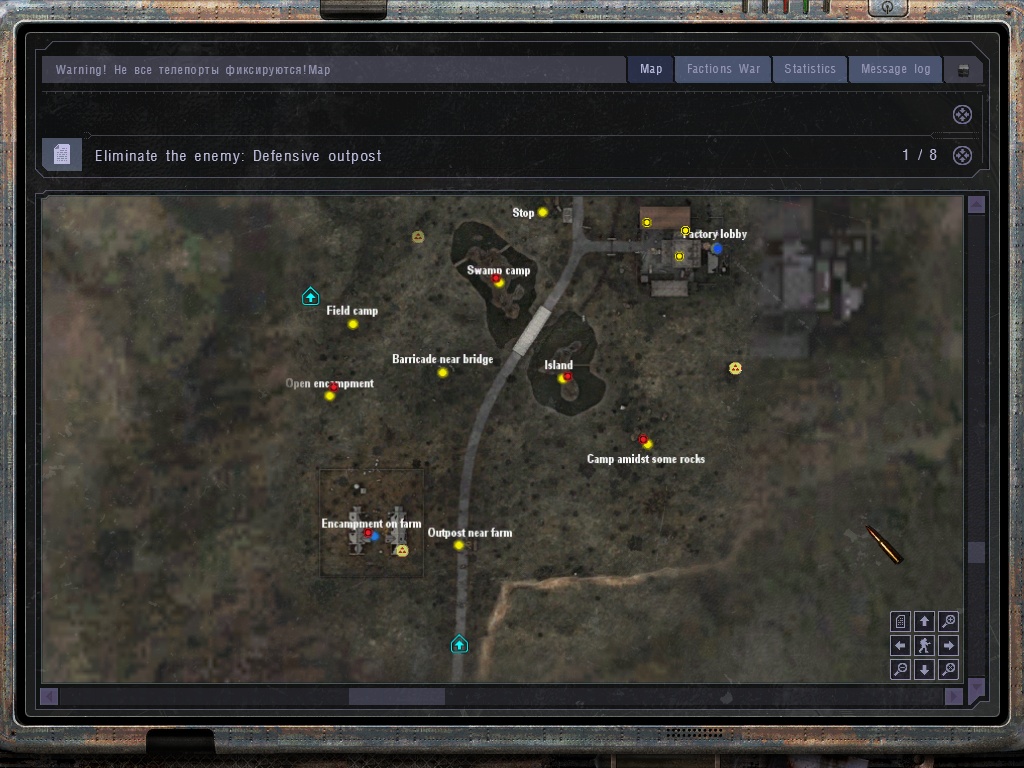 Warning! Не все телепорты фиксируются!Map
Map
Factions War
Statistics
Message log
Eliminate the enemy: Defensive outpost
1 / 8
Stop
Factory lobby
Swamp camp
Field camp
Barricade near bridge
Island
Open encampment
Camp amidst some rocks
Encampment on farm
Outpost near farm